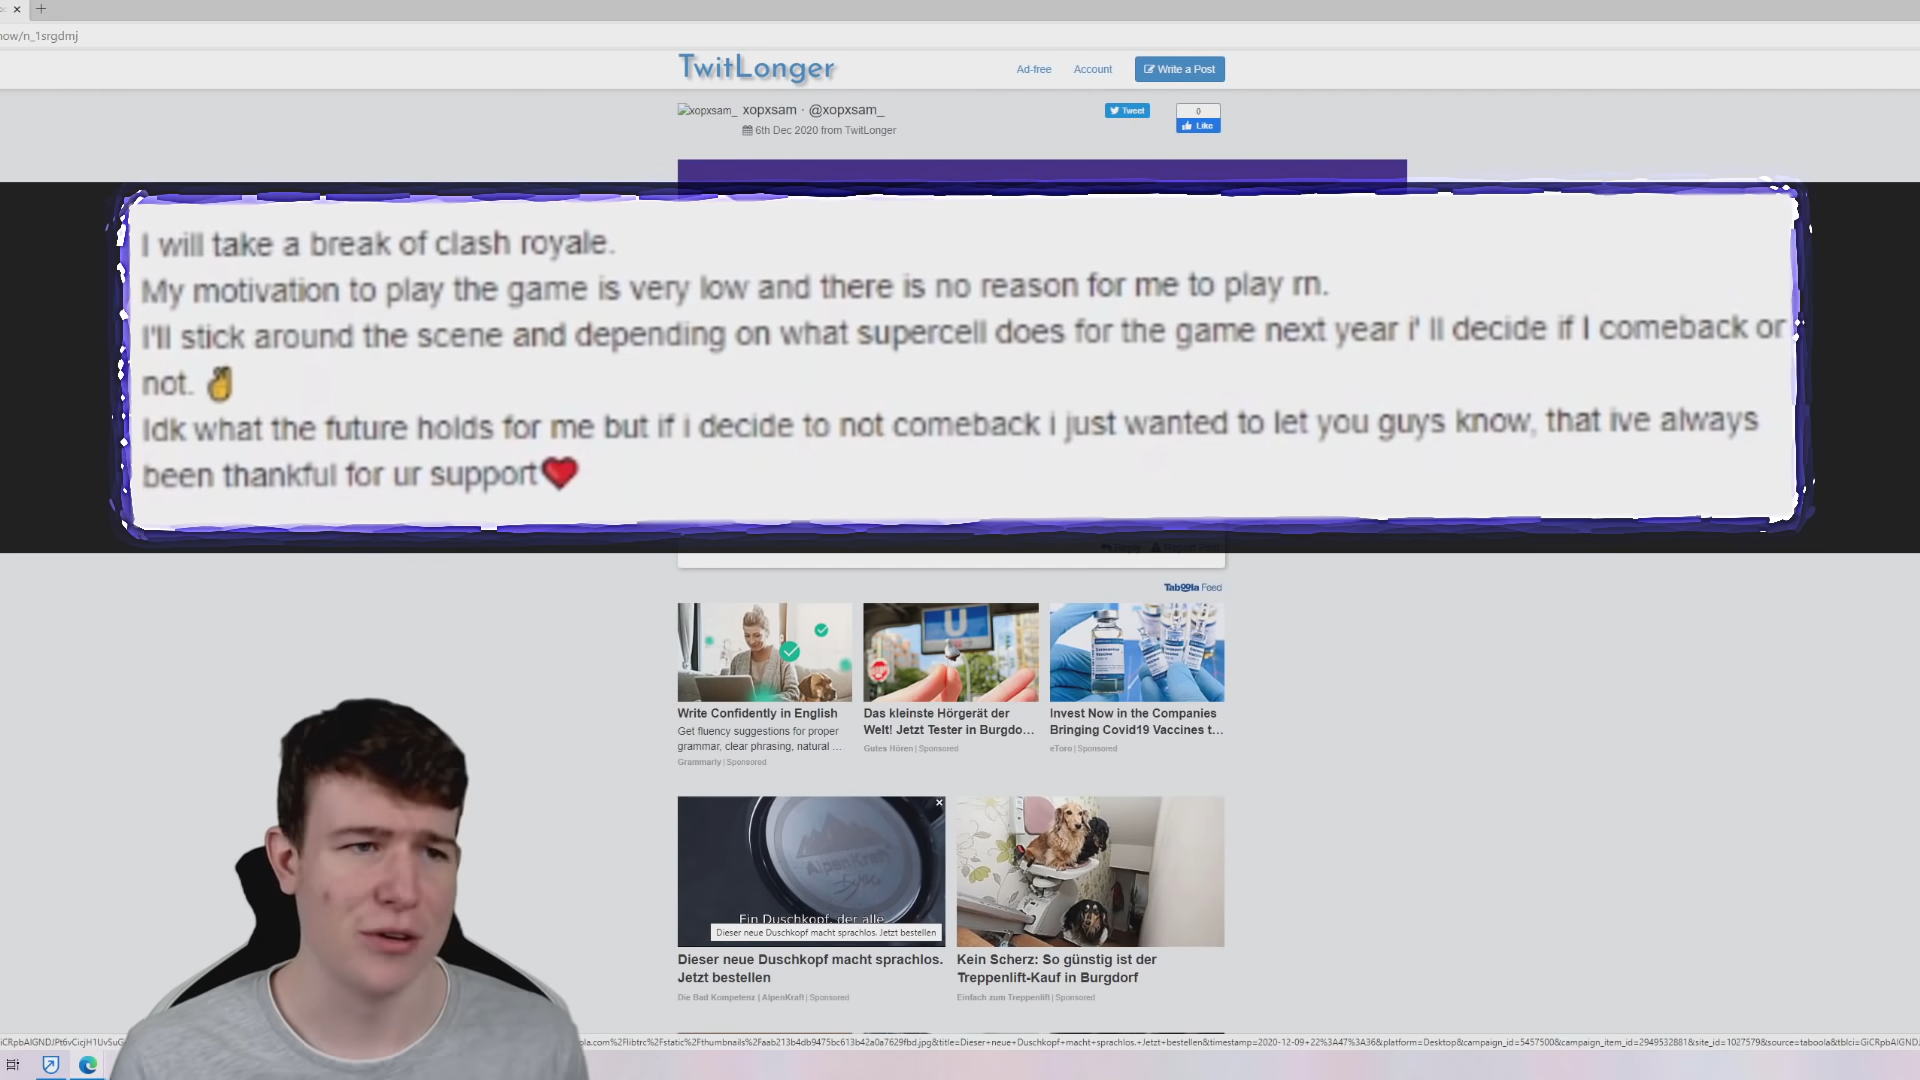 now/n_1srgdmj
TwitLonger
Ad-free
Account
Write a Post
xopxsam_ xopxsam · @xopxsam_
6th Dec 2020 from TwitLonger
Tweet
0
Like
I will take a break of clash royale.
My motivation to play the game is very low and there is no reason for me to play rn.
I'll stick around the scene and depending on what supercell does for the game next year i' ll decide if I comeback or
not. ✌️
Idk what the future holds for me but if i decide to not comeback i just wanted to let you guys know, that ive always
been thankful for ur support❤️
Taboola Feed
U
Write Confidently in English
Get fluency suggestions for proper
grammar, clear phrasing, natural ...
Grammarly | Sponsored
Das kleinste Hörgerät der
Welt! Jetzt Tester in Burgdo...
Gutes Hören | Sponsored
Invest Now in the Companies
Bringing Covid19 Vaccines t...
eToro | Sponsored
AlpenKraft
Ein Duschkopf, der alle
Dieser neue Duschkopf macht sprachlos. Jetzt bestellen
Dieser neue Duschkopf macht sprachlos.
Jetzt bestellen
Die Bad Kompetenz | AlpenKraft | Sponsored
Kein Scherz: So günstig ist der
Treppenlift-Kauf in Burgdorf
Einfach zum Treppenlift | Sponsored